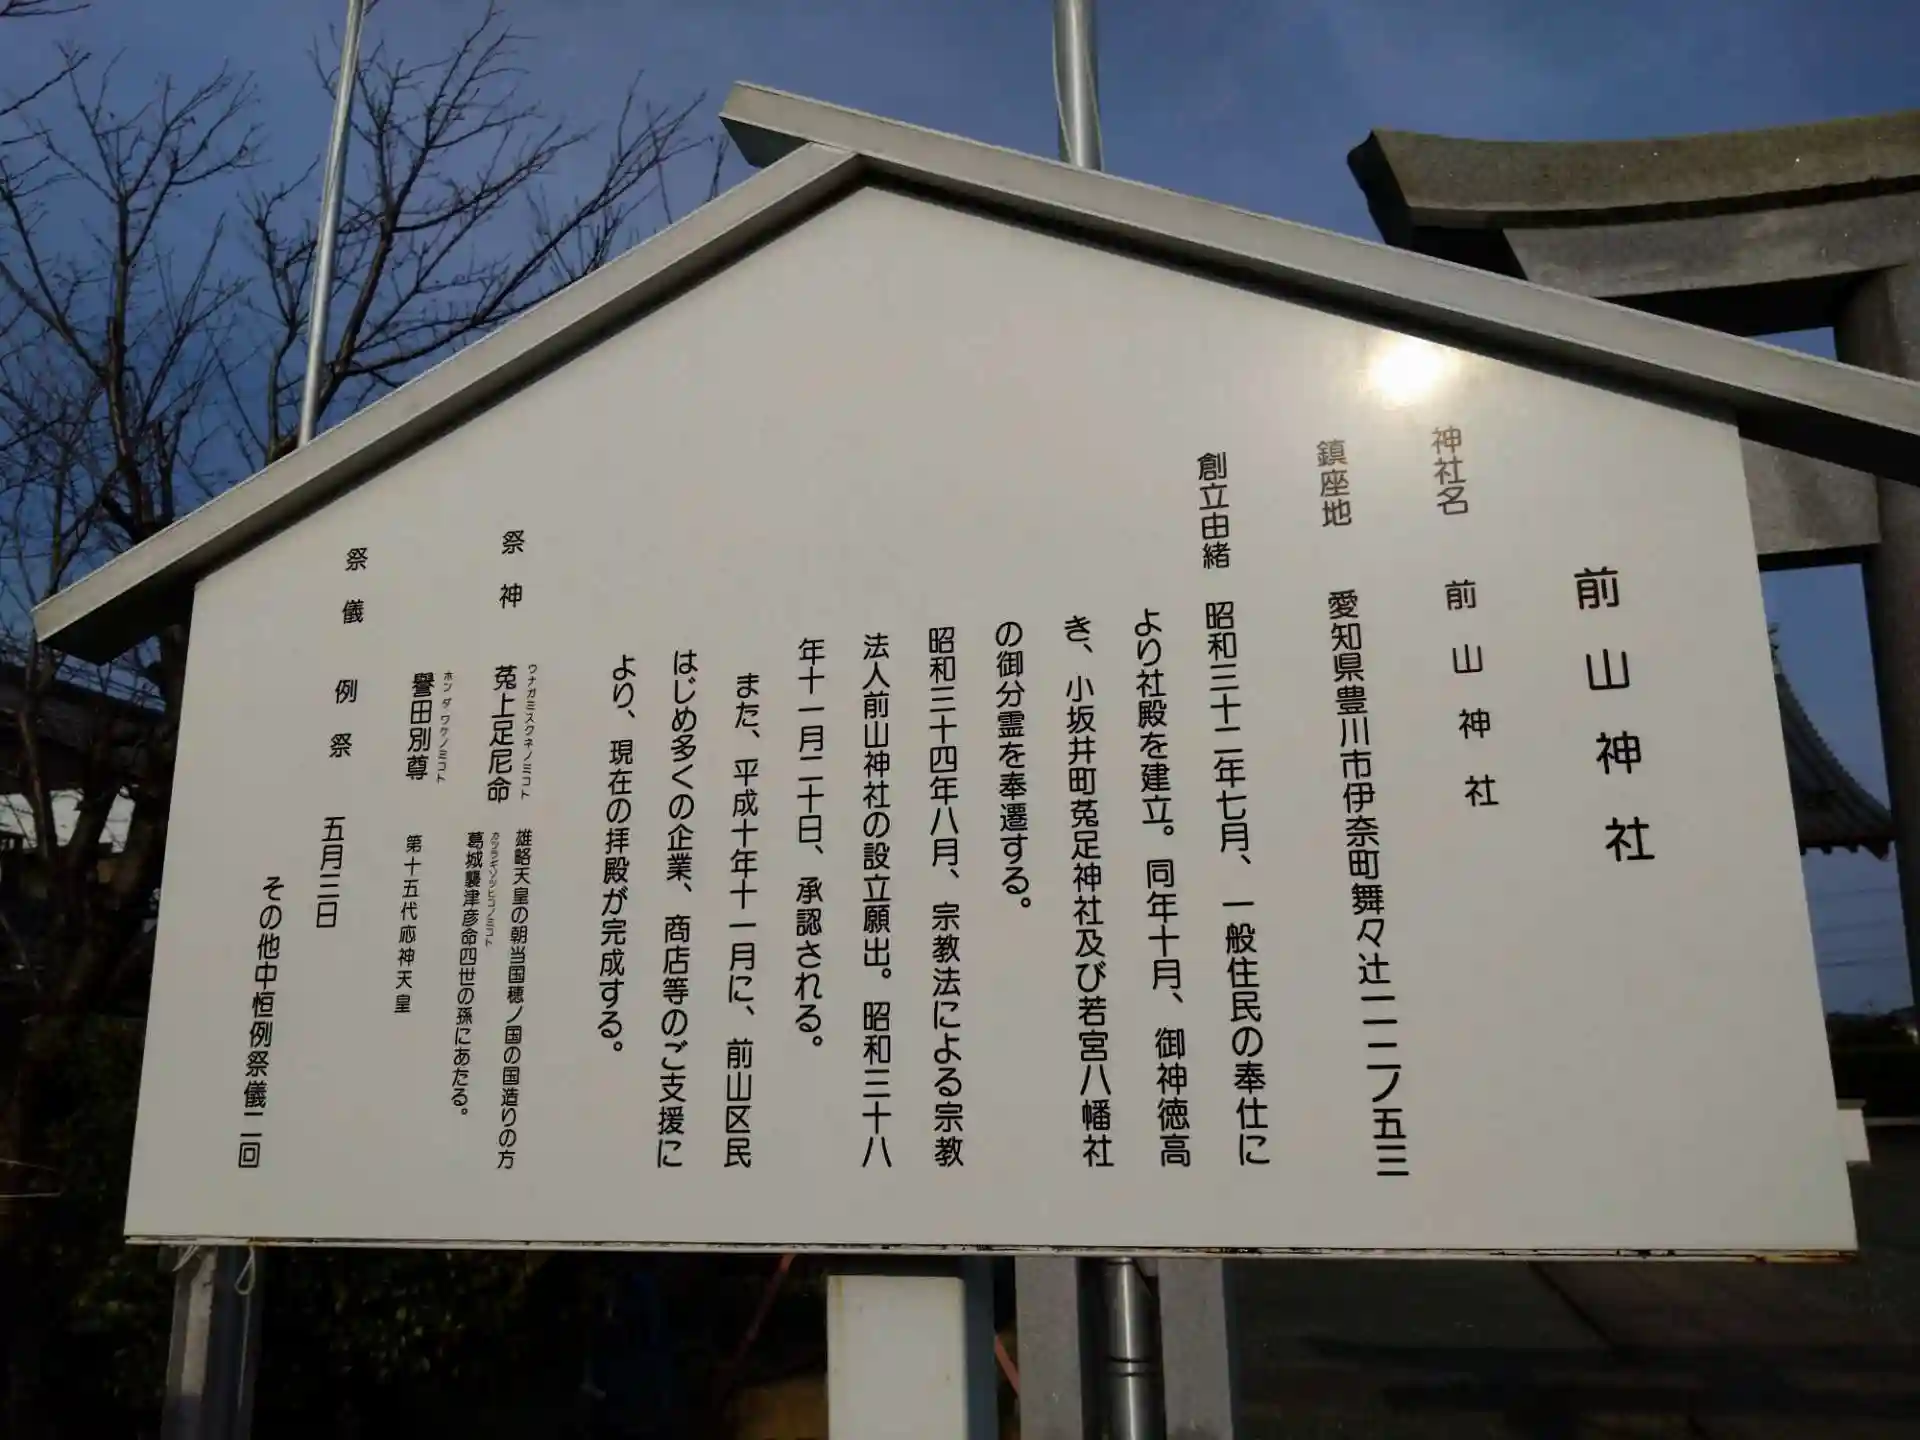 前山神社
神社名　前山神社
鎮座地　愛知県豊川市伊奈町舞々辻一一二ノ五三
創立由緒　昭和三十二年七月、一般住民の奉仕に
より社殿を建立。同年十月、御神徳高
き、小坂井町菟足神社及び若宮八幡社
の御分霊を奉遷する。
昭和三十四年八月、宗教法による宗教
法人前山神社の設立願出。昭和三十八
年十一月二十日、承認される。
また、平成十年十一月に、前山区民
はじめ多くの企業、商店等のご支援に
より、現在の拝殿が完成する。
ウナガミスクネノミコト
祭神　菟上足尼命　雄略天皇の朝当国穂ノ国の国造りの方
カツラギソツヒコノミコト
葛城襲津彦命四世の孫にあたる。
ホンダワケノミコト
譽田別尊　第十五代応神天皇
祭儀　例祭　五月三日
その他中恒例祭儀二回